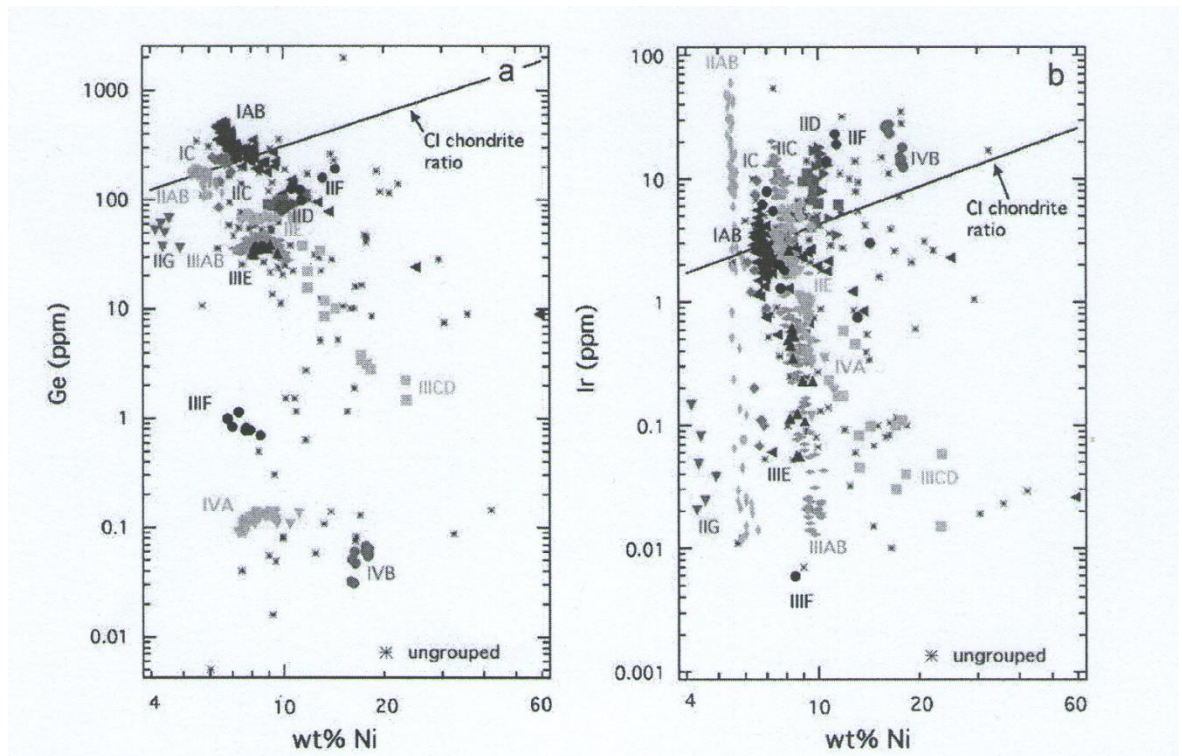 a
1000
100
10
1
0.1
0.01
Ge (ppm)
4
10
60
wt% Ni
IAB
IC
CI chondrite
ratio
IIC
IIF
IIAB
IID
IIE
IIG
IIIAB
IIIE
IIICD
IIIF
IVA
IVB
ungrouped
b
100
10
1
0.1
0.01
0.001
Ir (ppm)
4
10
60
wt% Ni
IIAB
IID
IIF
IIC
IC
IVB
CI chondrite
ratio
IAB
IIE
IVA
IIIE
IIICD
IIG
IIIAB
IIIF
ungrouped